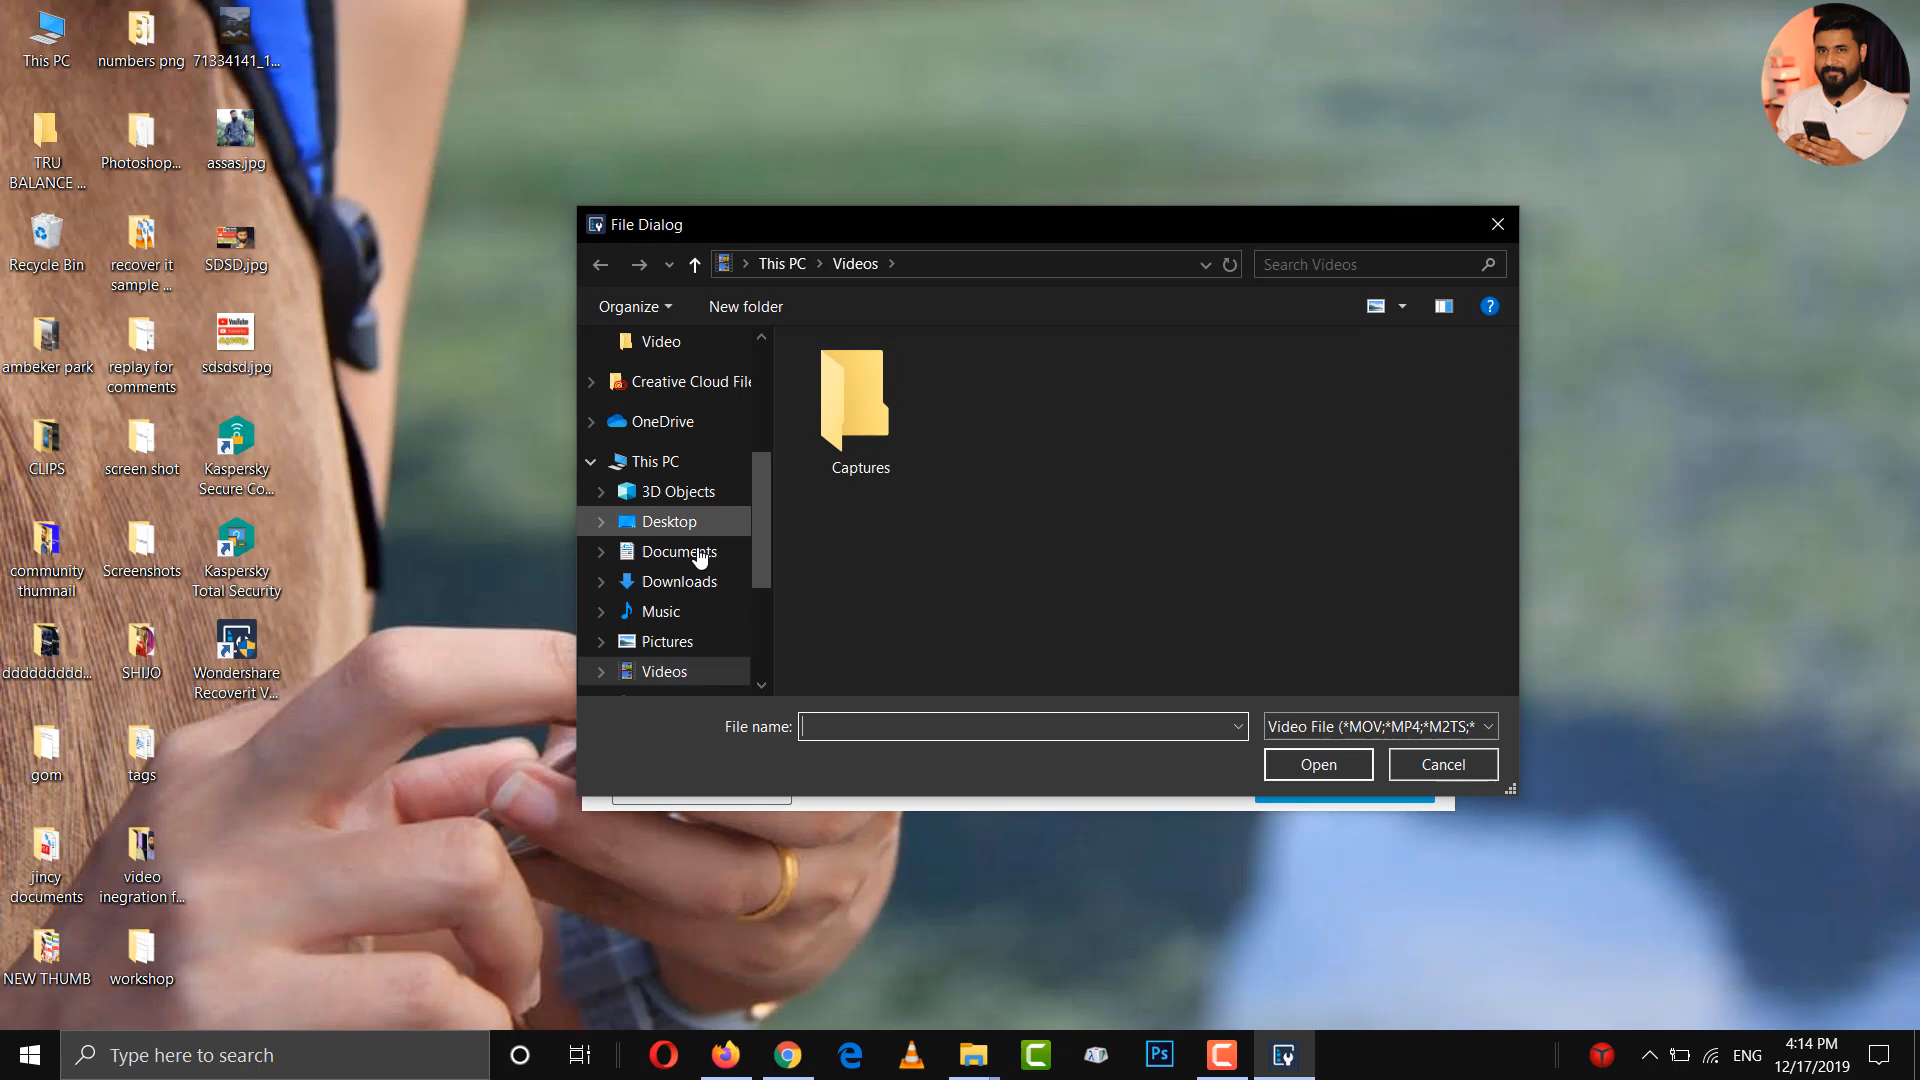 This PC
numbers png
71334141_1...
TRU
BALANCE ...
Photoshop...
assas.jpg
Recycle Bin
recover it
sample ...
SDSD.jpg
ambeker park
replay for
comments
sdsdsd.jpg
CLIPS
screen shot
Kaspersky
Secure Co...
community
thumnail
Screenshots
Kaspersky
Total Security
dddddddddd...
SHIJO
Wondershare
Recoverit V...
gom
tags
jincy
documents
video
inegration f...
NEW THUMB
workshop
File Dialog
This PC
Videos
Search Videos
Organize
New folder
Video
Creative Cloud File
OneDrive
This PC
3D Objects
Desktop
Documents
Downloads
Music
Pictures
Videos
Captures
File name:
Video File (*MOV;*MP4;*M2TS;*
Open
Cancel
Type here to search
ENG
4:14 PM
12/17/2019